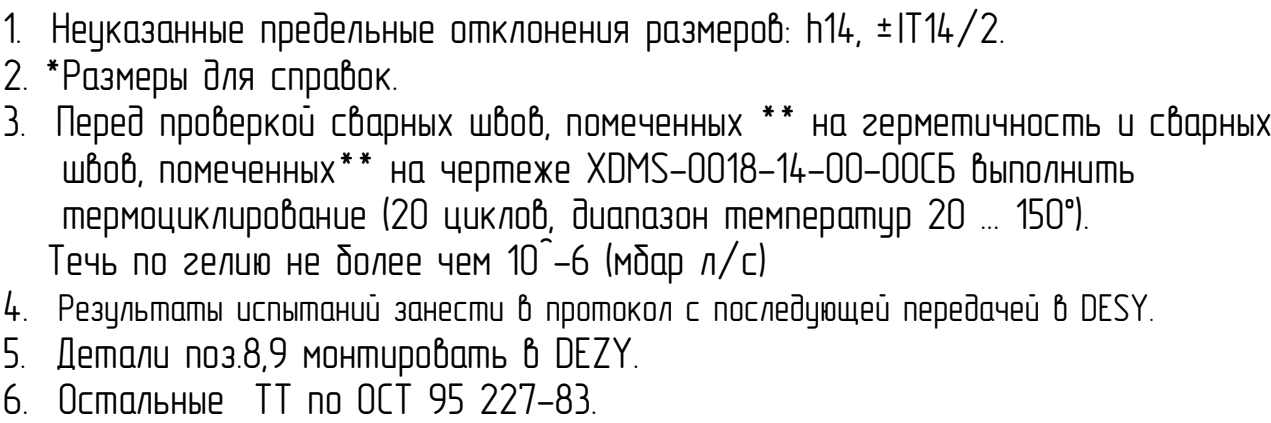 1. Неуказанные предельные отклонения размеров: h14, ±IT14/2.
2. *Размеры для справок.
3. Перед проверкой сварных швов, помеченных ** на герметичность и сварных
швов, помеченных** на чертеже XDMS-0018-14-00-00СБ выполнить
термоциклирование (20 циклов, диапазон температур 20 ... 150°).
Течь по гелию не более чем 10^-6 (мбар л/с)
4. Результаты испытаний занести в протокол с последующей передачей в DESY.
5. Детали поз.8,9 монтировать в DEZY.
6. Остальные ТТ по ОСТ 95 227-83.